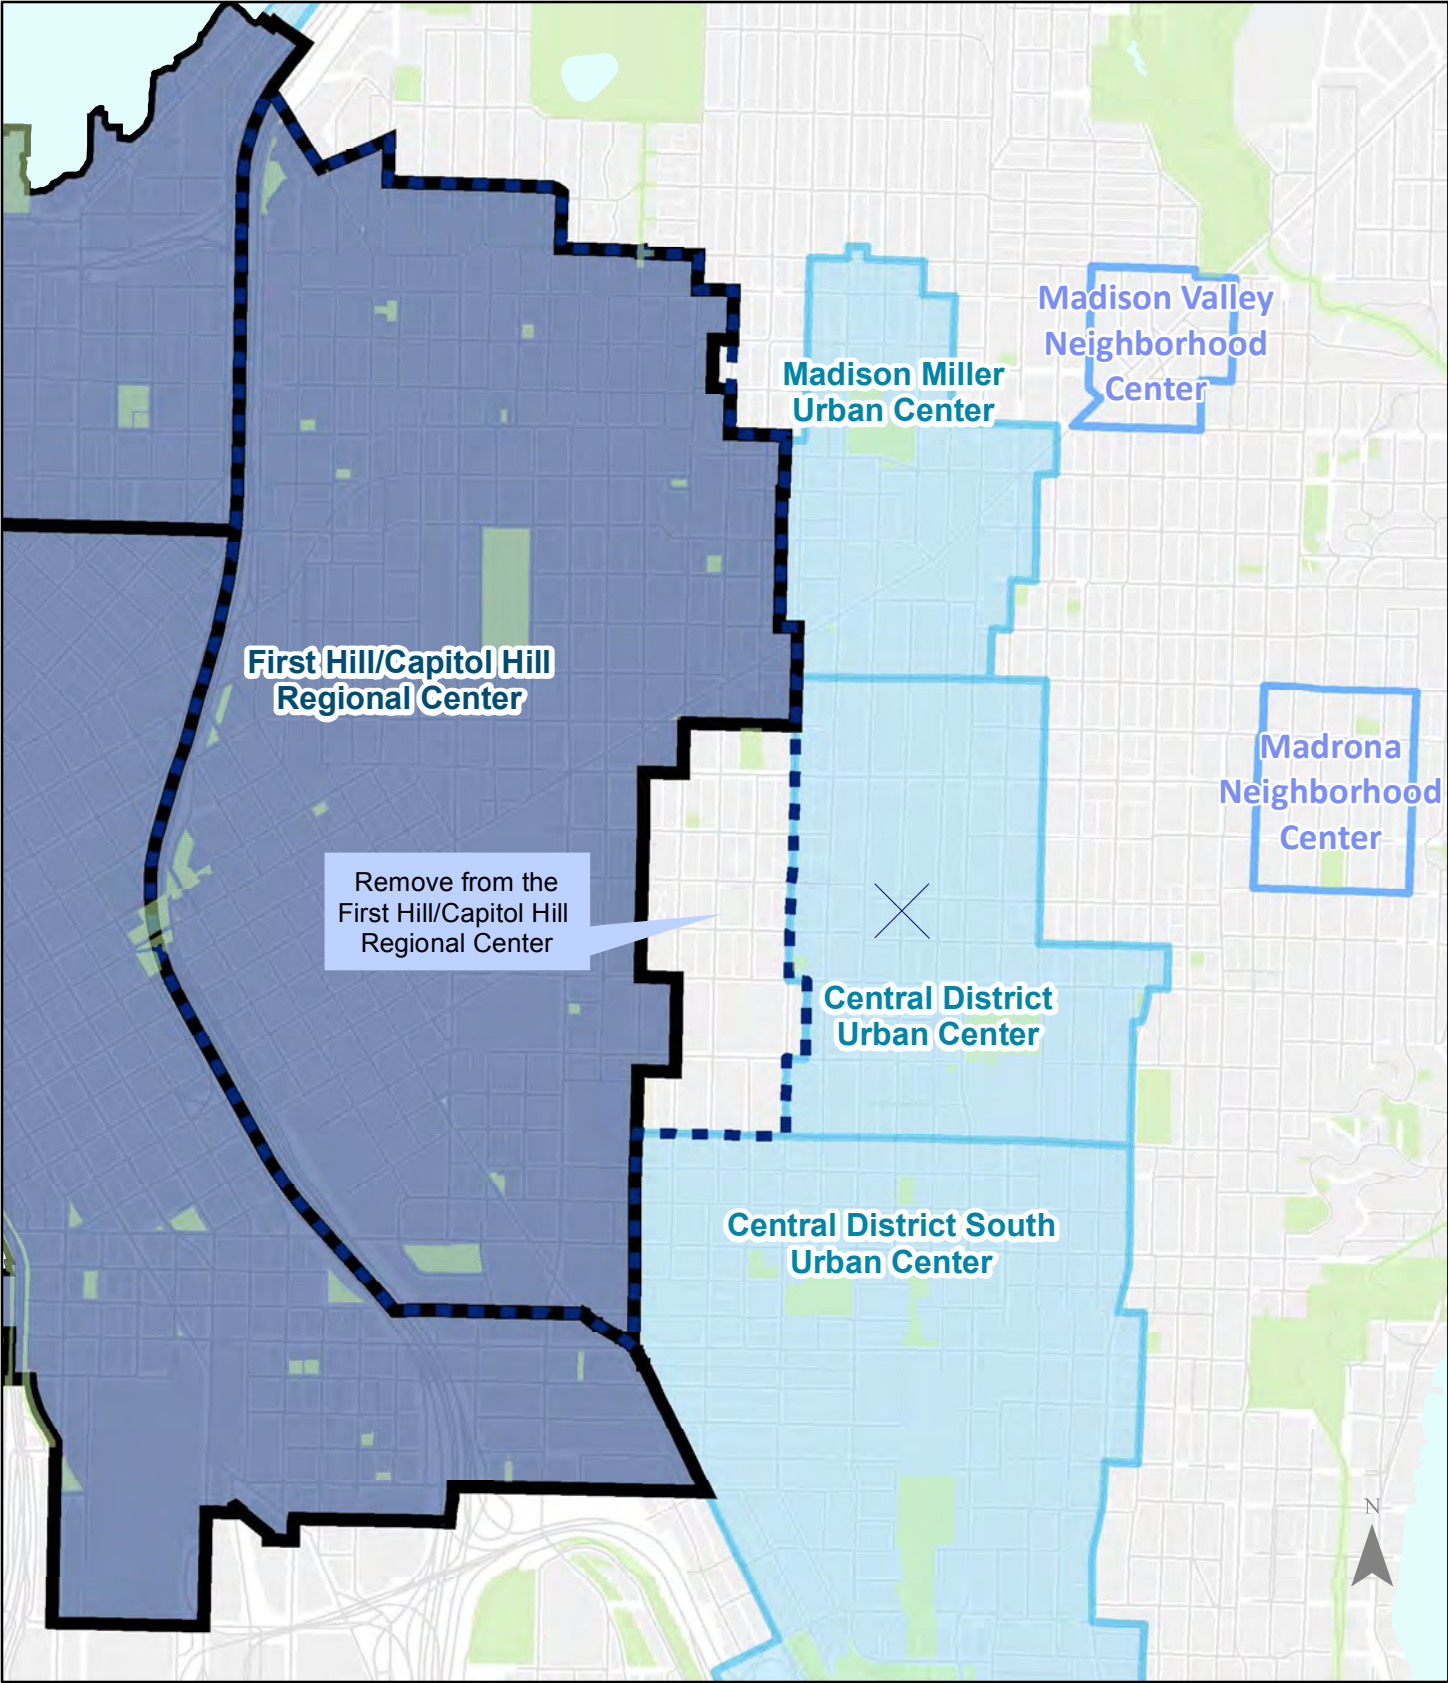 Madison Valley
Neighborhood
Center
Madison Miller
Urban Center
First Hill/Capitol Hill
Regional Center
Madrona
Neighborhood
Center
Remove from the
First Hill/Capitol Hill
Regional Center
Central District
Urban Center
Central District South
Urban Center
N